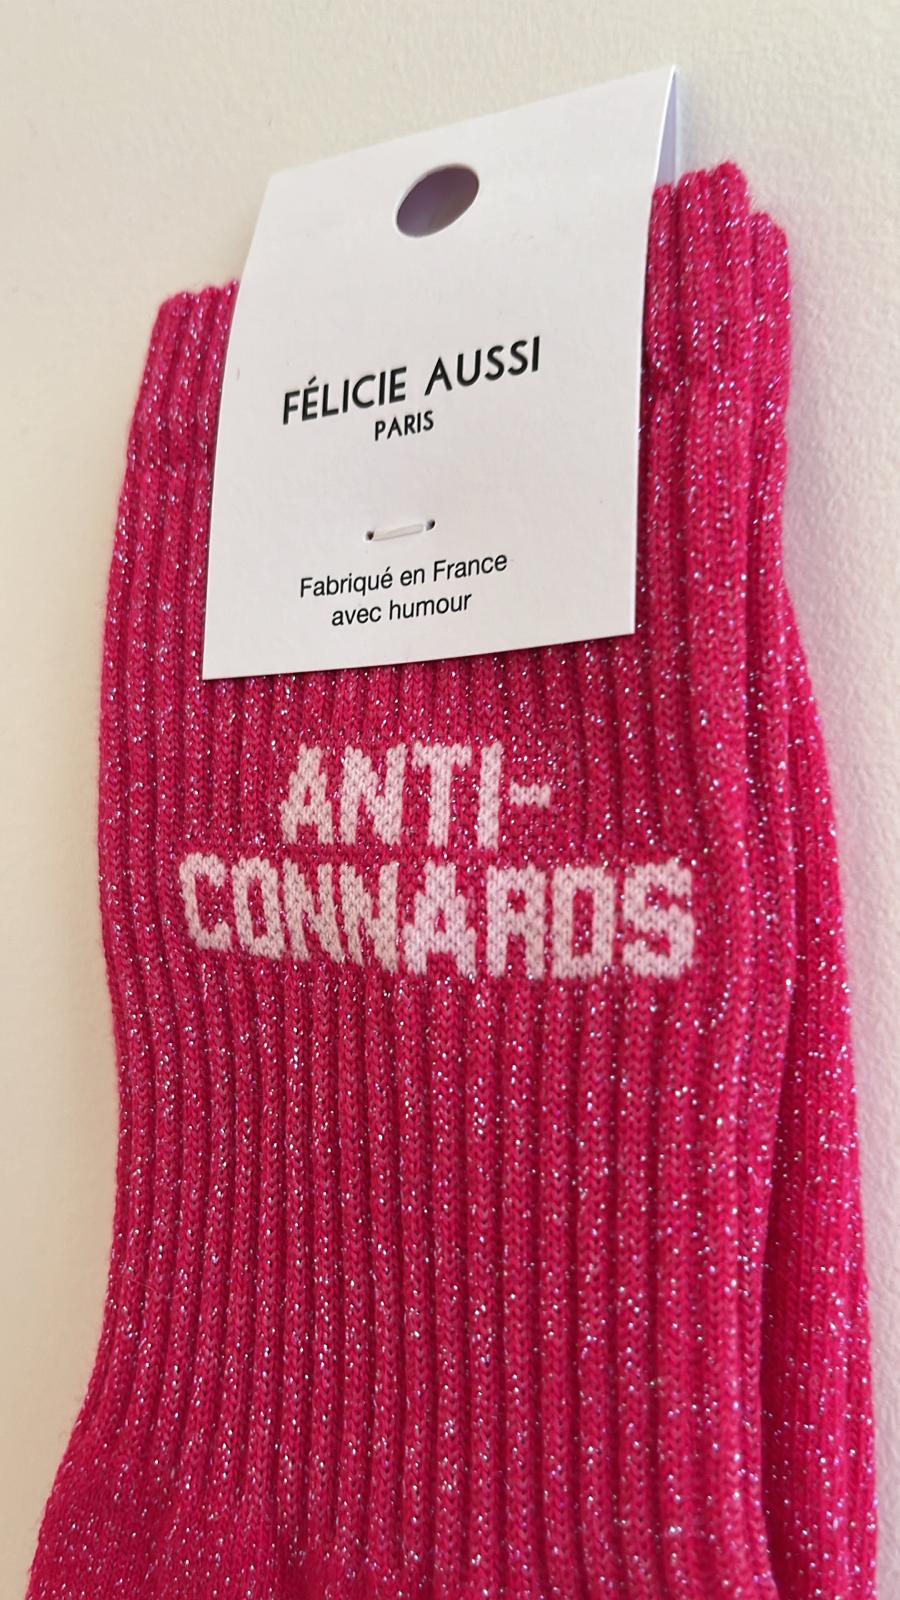 FÉLICIE AUSSI
PARIS
Fabriqué en France
avec humour
ANTI-
CONNARDS